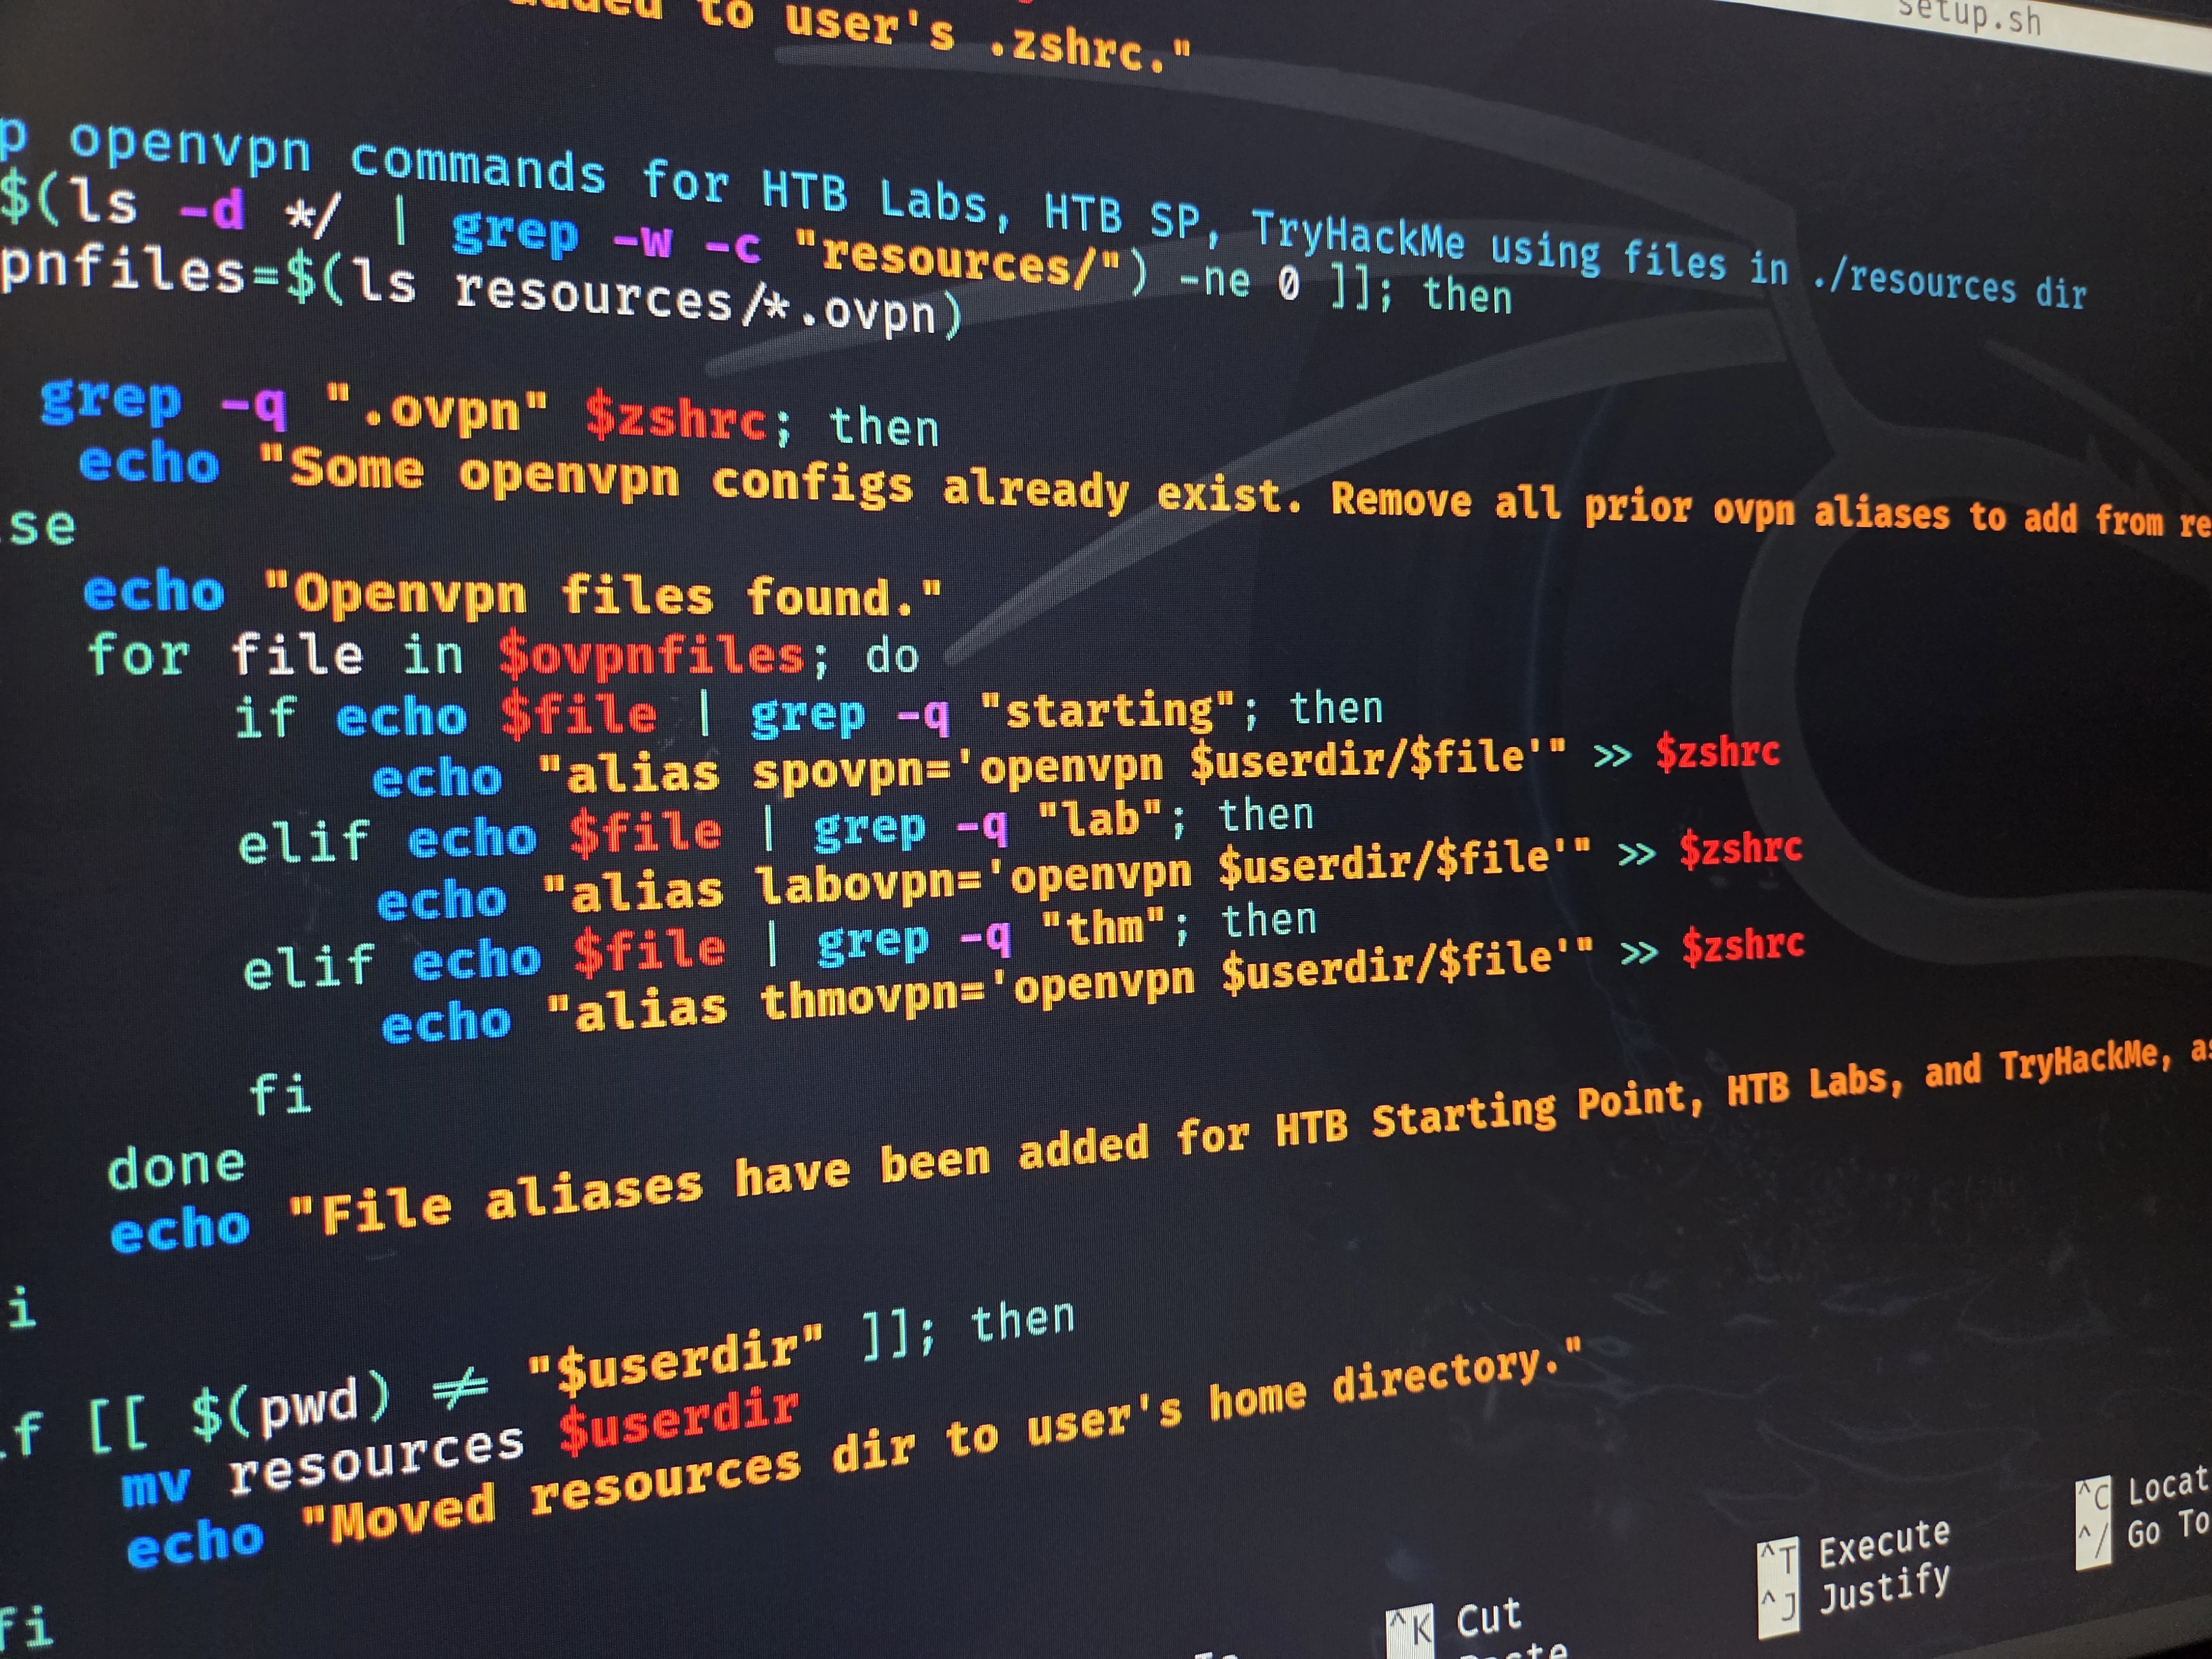 setup.sh
added to user's .zshrc."
p openvpn commands for HTB Labs, HTB SP, TryHackMe using files in ./resources dir
$(ls -d */ | grep -w -c "resources/") -ne 0 ]]; then
pnfiles=$(ls resources/*.ovpn)
grep -q ".ovpn" $zshrc; then
echo "Some openvpn configs already exist. Remove all prior ovpn aliases to add from re
se
echo "Openvpn files found."
for file in $ovpnfiles; do
if echo $file | grep -q "starting"; then
echo "alias spovpn='openvpn $userdir/$file'" >> $zshrc
elif echo $file | grep -q "lab"; then
echo "alias labovpn='openvpn $userdir/$file'" >> $zshrc
elif echo $file | grep -q "thm"; then
echo "alias thmovpn='openvpn $userdir/$file'" >> $zshrc
fi
done
echo "File aliases have been added for HTB Starting Point, HTB Labs, and TryHackMe, as
i
f [[ $(pwd) != "$userdir" ]]; then
mv resources $userdir
echo "Moved resources dir to user's home directory."
fi
^K Cut
^T Execute
^J Justify
^C Locat
^/ Go To